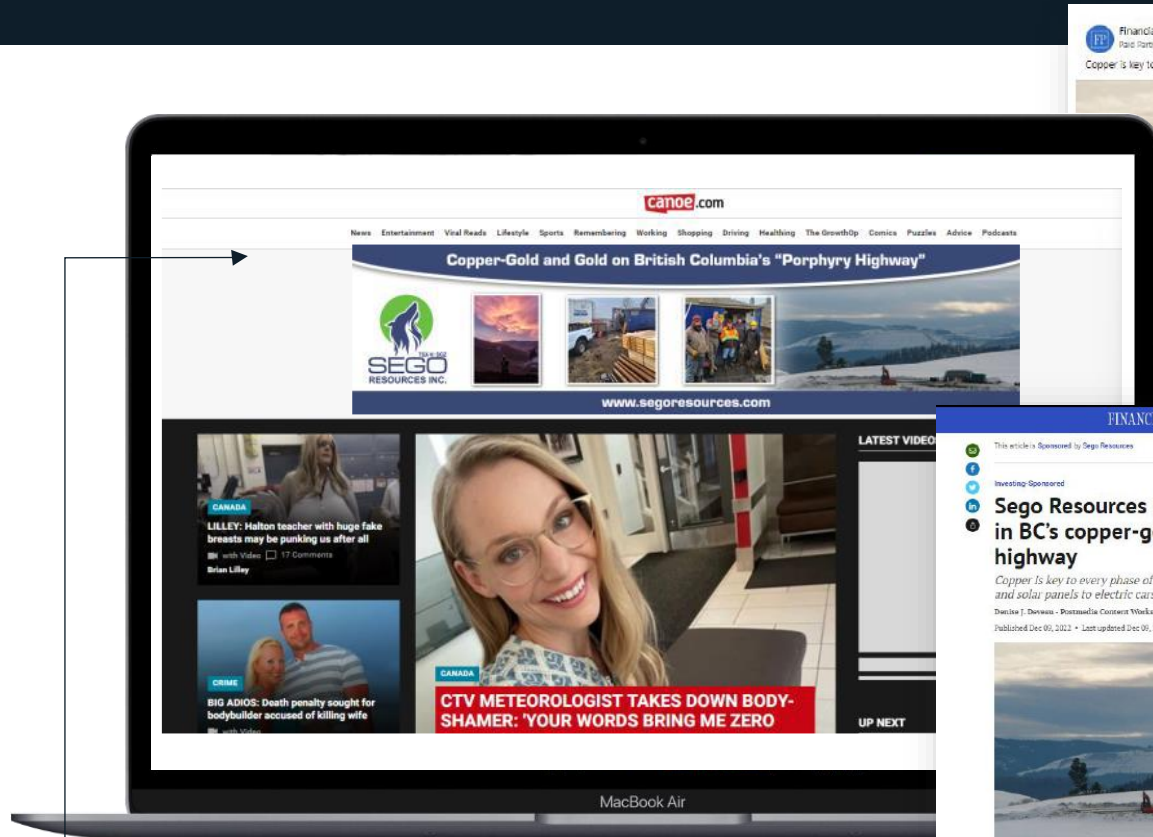 FP
Financia
Paid Part
Copper is key to
canoe.com
News Entertainment Viral Reads Lifestyle Sports Remembering Working Shopping Driving Healthing The GrowthOp Comics Puzzles Advice Podcasts
Copper-Gold and Gold on British Columbia's "Porphyry Highway"
SEGO
RESOURCES INC.
www.segoresources.com
LATEST VIDEO
CANADA
LILLEY: Halton teacher with huge fake
breasts may be punking us after all
with Video 17 Comments
Brian Lilley
CRIME
BIG ADIOS: Death penalty sought for
bodybuilder accused of killing wife
with Video
CANADA
CTV METEOROLOGIST TAKES DOWN BODY-
SHAMER: 'YOUR WORDS BRING ME ZERO
UP NEXT
FINANC
This article is Sponsored by Sego Resources
Investing-Sponsored
Sego Resources
in BC's copper-g
highway
Copper is key to every phase of
and solar panels to electric cars
Denise J. Deveau - Postmedia Content Works
Published Dec 09, 2022 • Last updated Dec 09,
MacBook Air